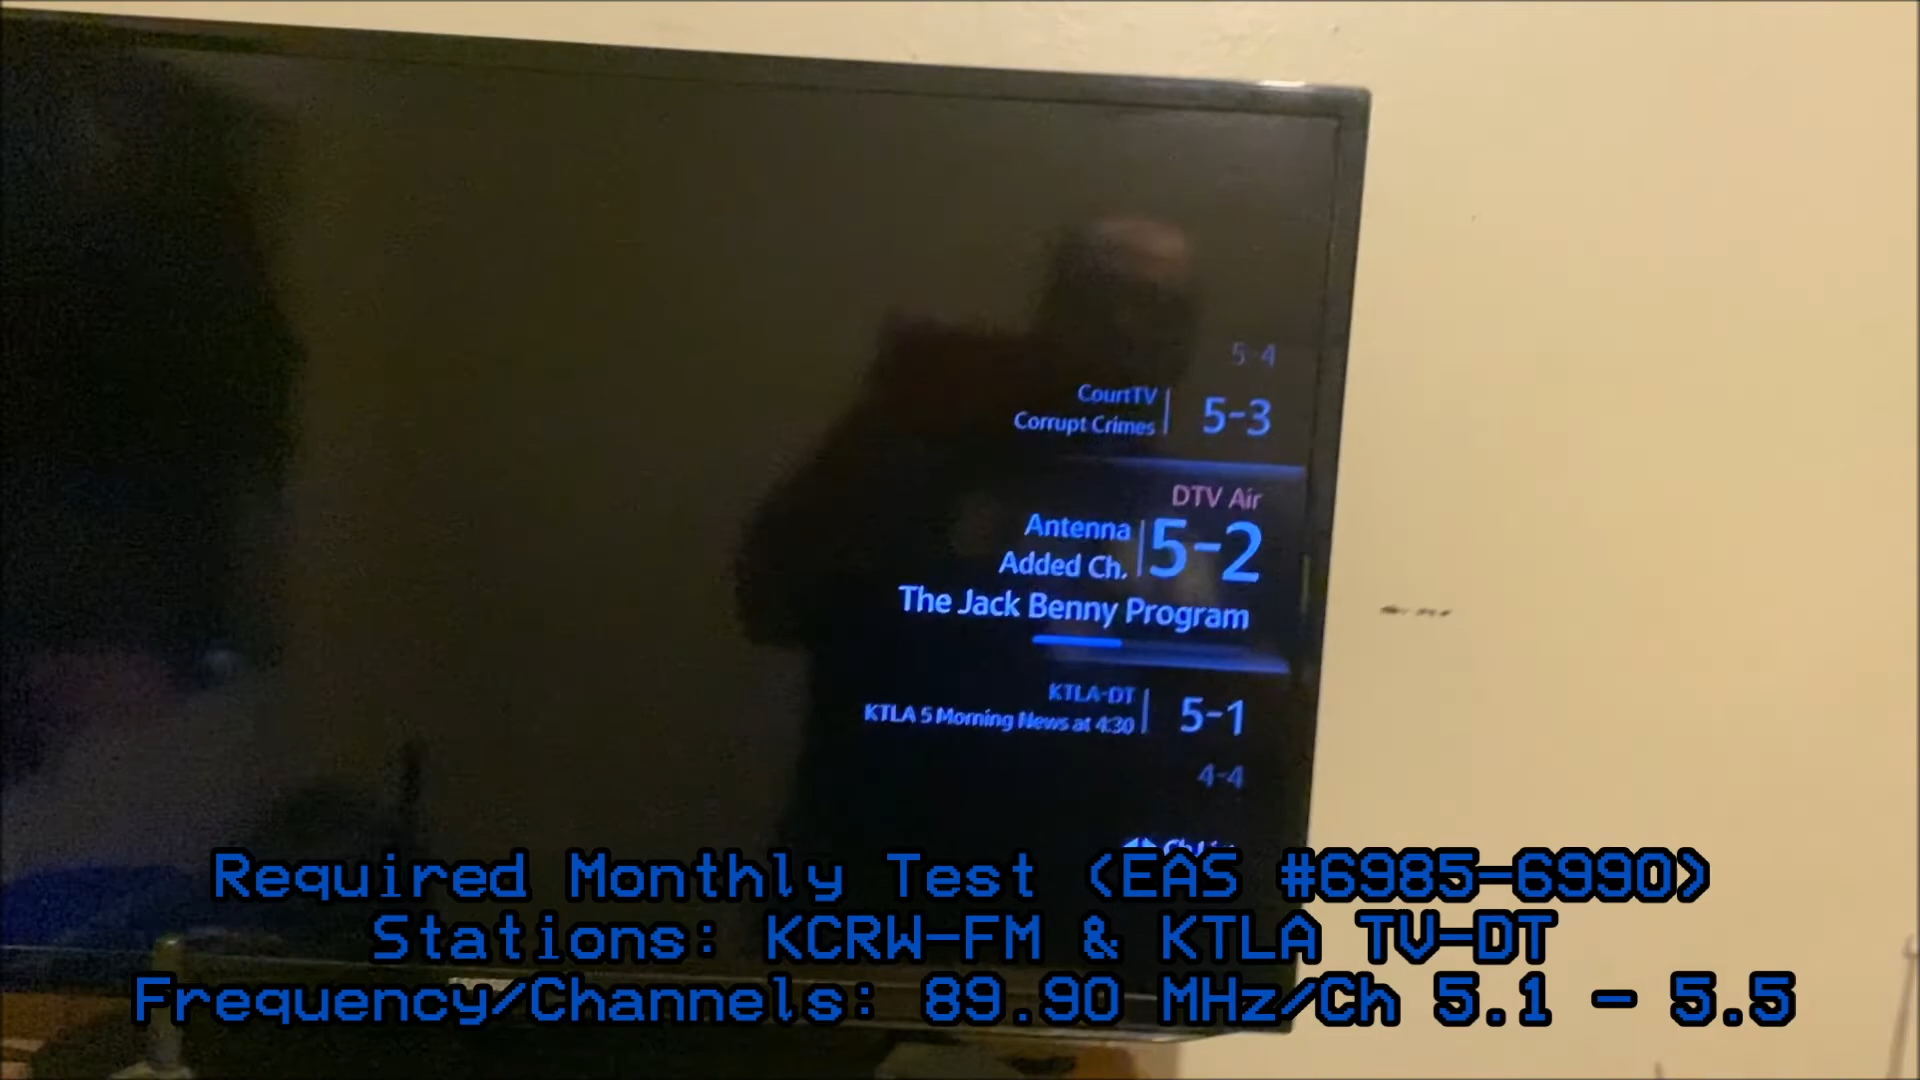 5-4
CourtTV
Corrupt Crimes
5-3
DTV Air
Antenna
Added Ch.
5-2
The Jack Benny Program
KTLA-DT
KTLA 5 Morning News at 4:30
5-1
4-4
Required Monthly Test (EAS #6985-6990)
Stations: KCRW-FM & KTLA TV-DT
Frequency/Channels: 89.90 MHz/Ch 5.1 - 5.5